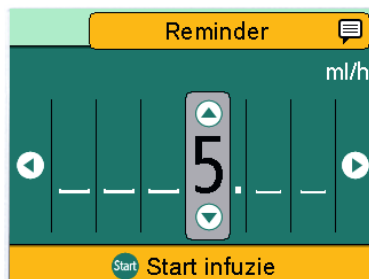 Reminder
ml/h
_ _ _ 5 . _ _
Start Start infuzie